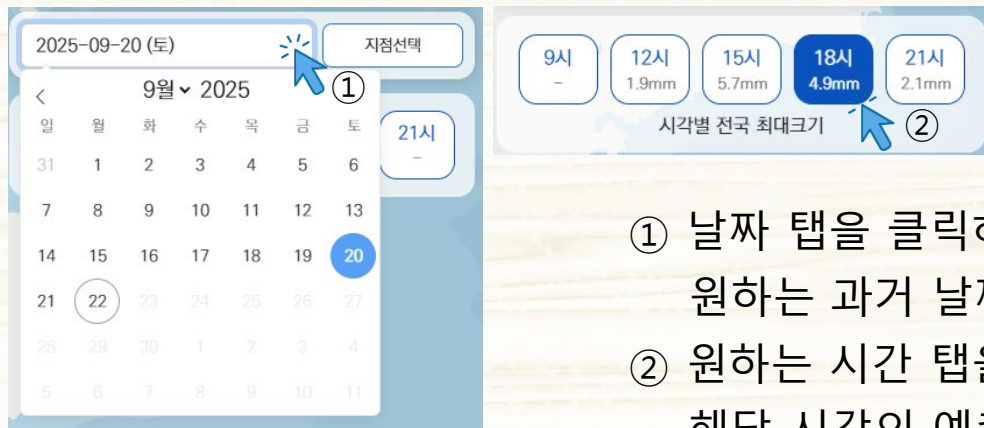 2025-09-20 (토)
지점선택
①
9월 2025
일 월 화 수 목 금 토
31 1 2 3 4 5 6
7 8 9 10 11 12 13
14 15 16 17 18 19 20
21 22 23 24 25 26 27
28 29 30 1 2 3 4
5 6 7 8 9 10 11
21시
-
9시 12시 15시 18시 21시
- 1.9mm 5.7mm 4.9mm 2.1mm
시각별 전국 최대크기
②
① 날짜 탭을 클릭
원하는 과거
② 원하는 시간
해당 시간의